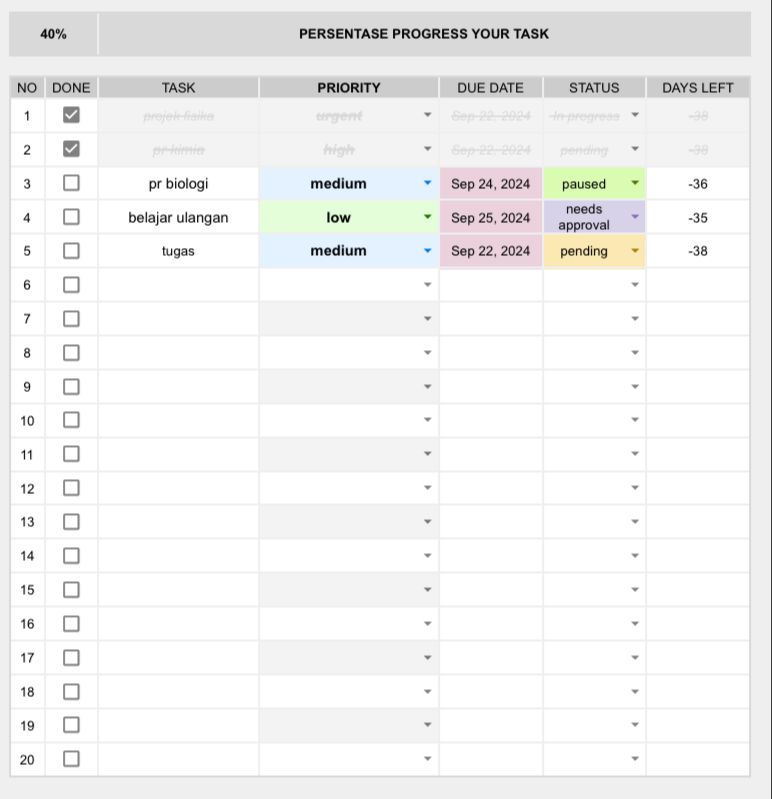 40% PERSENTASE PROGRESS YOUR TASK
NO DONE TASK PRIORITY DUE DATE STATUS DAYS LEFT
1 projek fisika urgent Sep 22, 2024 In progress -38
2 pr kimia high Sep 22, 2024 pending -38
3 pr biologi medium Sep 24, 2024 paused -36
4 belajar ulangan low Sep 25, 2024 needs approval -35
5 tugas medium Sep 22, 2024 pending -38
6
7
8
9
10
11
12
13
14
15
16
17
18
19
20